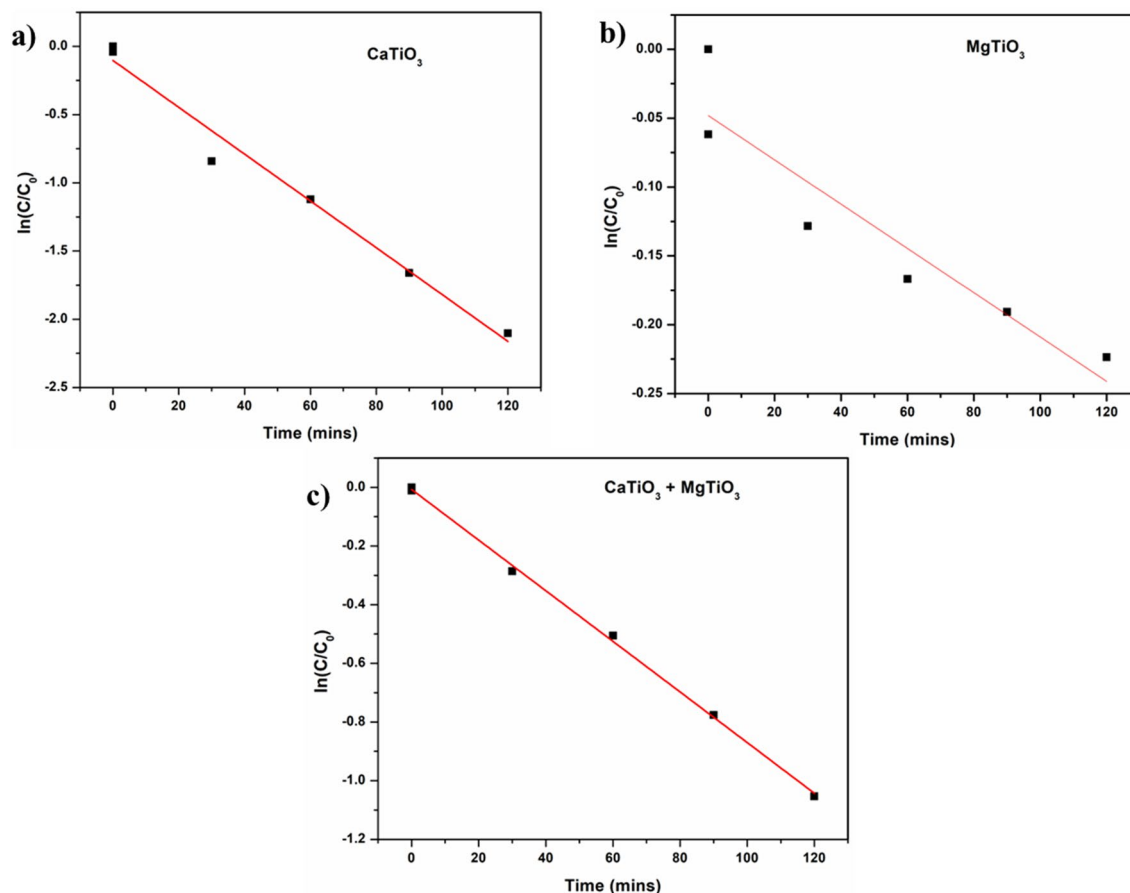 a)
CaTiO₃
0.0
-0.5
-1.0
-1.5
-2.0
-2.5
ln(C/C₀)
0 20 40 60 80 100 120
Time (mins)
b)
MgTiO₃
0.00
-0.05
-0.10
-0.15
-0.20
-0.25
ln(C/C₀)
0 20 40 60 80 100 120
Time (mins)
c)
CaTiO₃ + MgTiO₃
0.0
-0.2
-0.4
-0.6
-0.8
-1.0
-1.2
ln(C/C₀)
0 20 40 60 80 100 120
Time (mins)